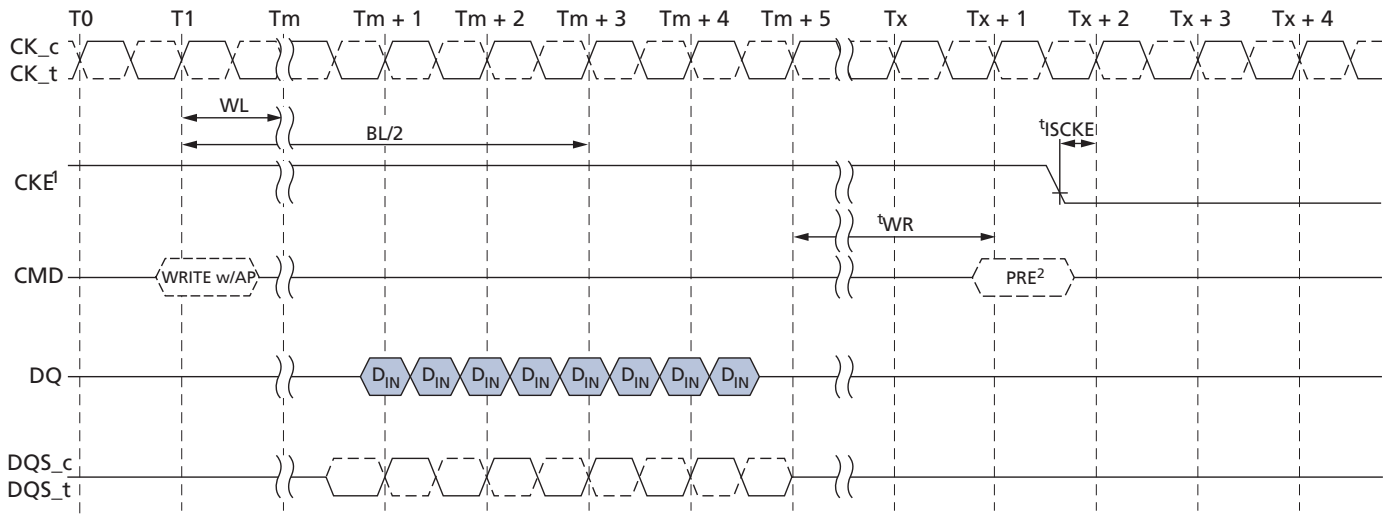 T0 T1 Tm Tm + 1 Tm + 2 Tm + 3 Tm + 4 Tm + 5 Tx Tx + 1 Tx + 2 Tx + 3 Tx + 4
CK_c
CK_t
WL
BL/2
tISCKE
CKE1
tWR
CMD WRITE w/AP PRE2
DQ DIN DIN DIN DIN DIN DIN DIN DIN
DQS_c
DQS_t